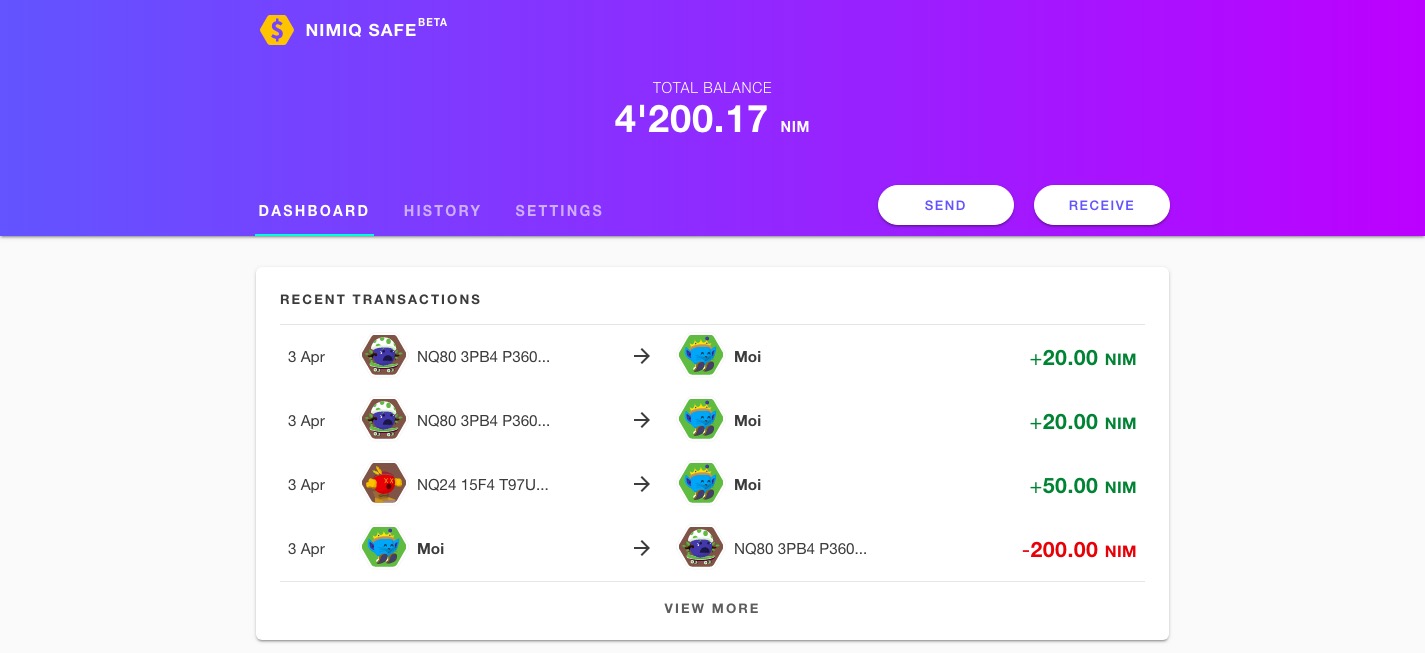 NIMIQ SAFE BETA
TOTAL BALANCE
4'200.17 NIM
DASHBOARD HISTORY SETTINGS SEND RECEIVE
RECENT TRANSACTIONS
3 Apr NQ80 3PB4 P360... → Moi +20.00 NIM
3 Apr NQ80 3PB4 P360... → Moi +20.00 NIM
3 Apr NQ24 15F4 T97U... → Moi +50.00 NIM
3 Apr Moi → NQ80 3PB4 P360... -200.00 NIM
VIEW MORE